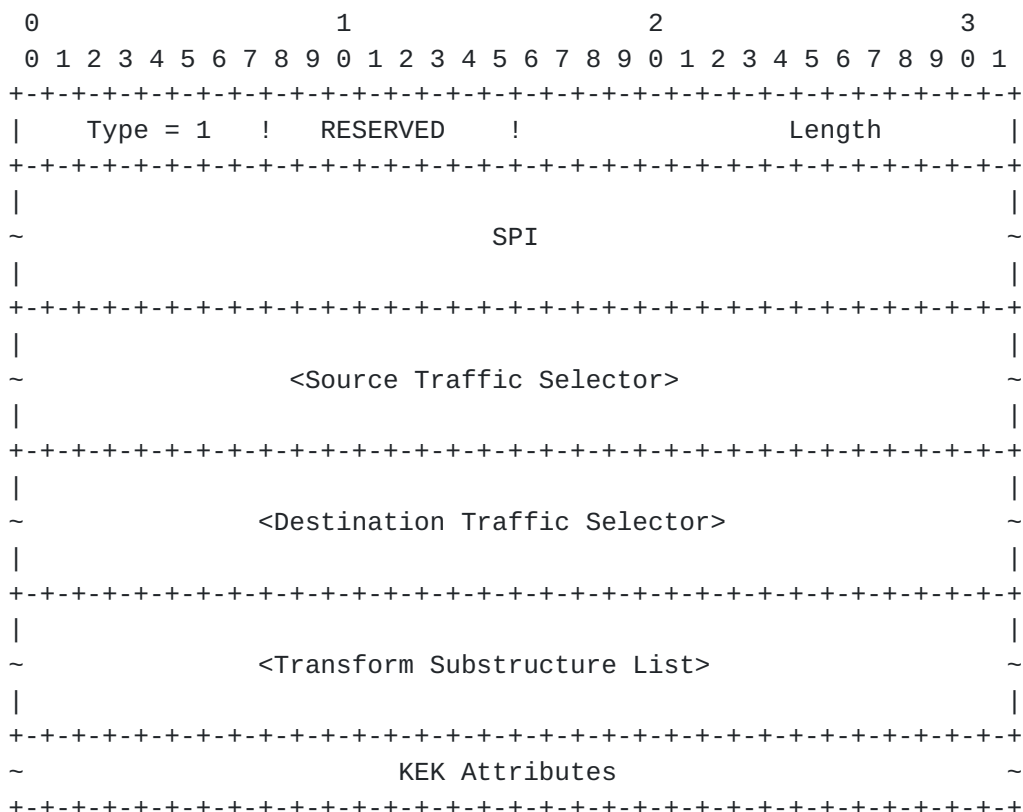 0                   1                   2                   3
 0 1 2 3 4 5 6 7 8 9 0 1 2 3 4 5 6 7 8 9 0 1 2 3 4 5 6 7 8 9 0 1
+-+-+-+-+-+-+-+-+-+-+-+-+-+-+-+-+-+-+-+-+-+-+-+-+-+-+-+-+-+-+-+-+
|    Type = 1   !   RESERVED    !                 Length        |
+-+-+-+-+-+-+-+-+-+-+-+-+-+-+-+-+-+-+-+-+-+-+-+-+-+-+-+-+-+-+-+-+
|                                                               |
~                              SPI                              ~
|                                                               |
+-+-+-+-+-+-+-+-+-+-+-+-+-+-+-+-+-+-+-+-+-+-+-+-+-+-+-+-+-+-+-+-+
|                                                               |
~                 <Source Traffic Selector>                     ~
|                                                               |
+-+-+-+-+-+-+-+-+-+-+-+-+-+-+-+-+-+-+-+-+-+-+-+-+-+-+-+-+-+-+-+-+
|                                                               |
~               <Destination Traffic Selector>                  ~
|                                                               |
+-+-+-+-+-+-+-+-+-+-+-+-+-+-+-+-+-+-+-+-+-+-+-+-+-+-+-+-+-+-+-+-+
|                                                               |
~               <Transform Substructure List>                   ~
|                                                               |
+-+-+-+-+-+-+-+-+-+-+-+-+-+-+-+-+-+-+-+-+-+-+-+-+-+-+-+-+-+-+-+-+
~                        KEK Attributes                         ~
+-+-+-+-+-+-+-+-+-+-+-+-+-+-+-+-+-+-+-+-+-+-+-+-+-+-+-+-+-+-+-+-+